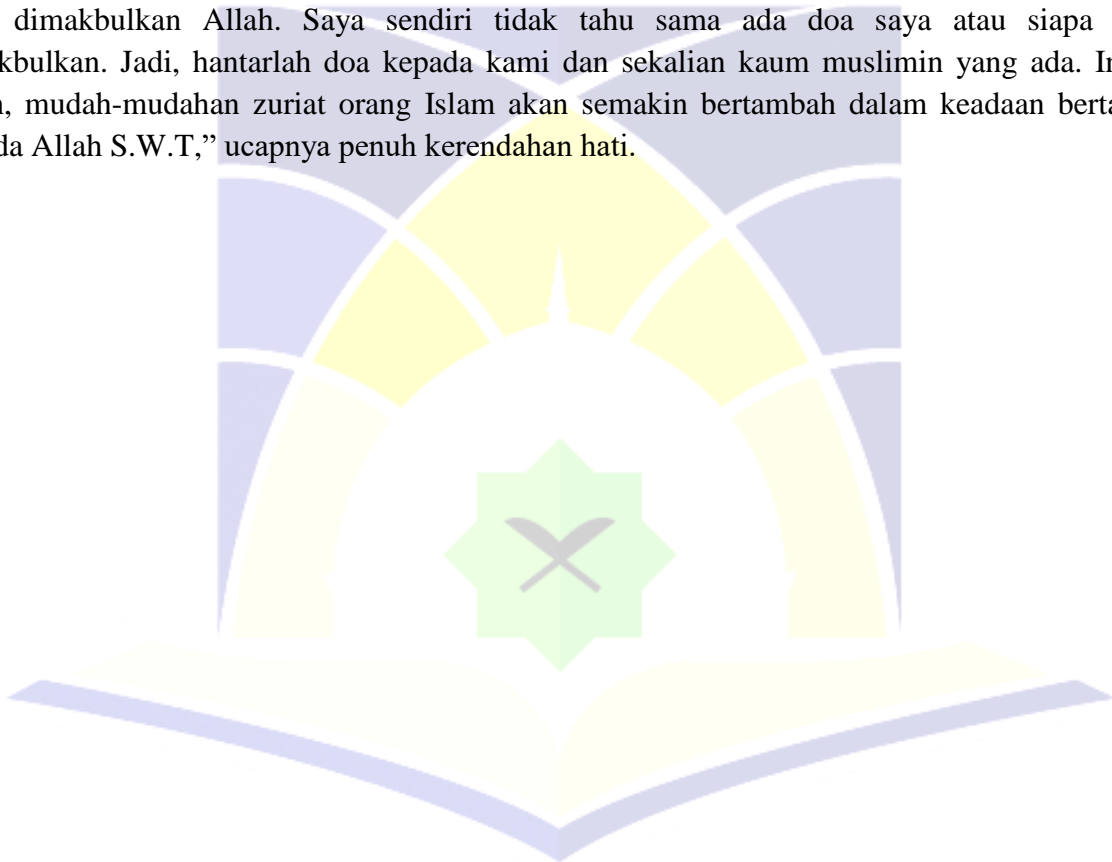 dimakbulkan Allah. Saya sendiri tidak tahu sama ada doa saya atau siapa
kbulkan. Jadi, hantarlah doa kepada kami dan sekalian kaum muslimin yang ada. In
, mudah-mudahan zuriat orang Islam akan semakin bertambah dalam keadaan berta
da Allah S.W.T,” ucapnya penuh kerendahan hati.